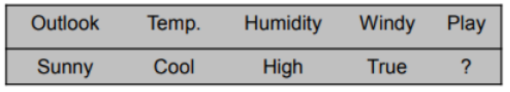 Outlook Temp. Humidity Windy Play
Sunny Cool High True ?